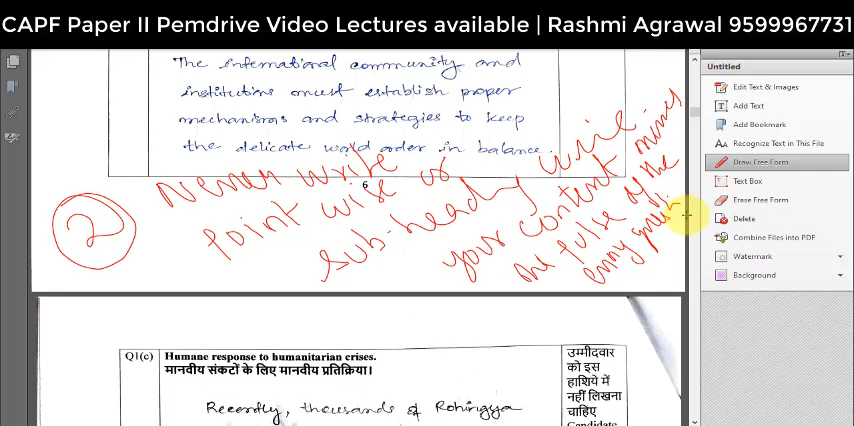 CAPF Paper II Pemdrive Video Lectures available | Rashmi Agrawal 9599967731
Untitled
Edit Text & Images
Add Text
Add Bookmark
Recognize Text in This File
Draw Free Form
Text Box
Erase Free Form
Delete
Combine Files into PDF
Watermark
Background
The international community and
institutions must establish proper
mechanisms and strategies to keep
the delicate world order in balance.
6
2
write
point wise or
sub-heading write
your content
the pulse of the
Q1(c) Humane response to humanitarian crises.
मानवीय संकटों के लिए मानवीय प्रतिक्रिया।
Recently, thousands of Rohingya
उम्मीदवार
को इस
हाशिये में
नहीं लिखना
चाहिए
Candidate